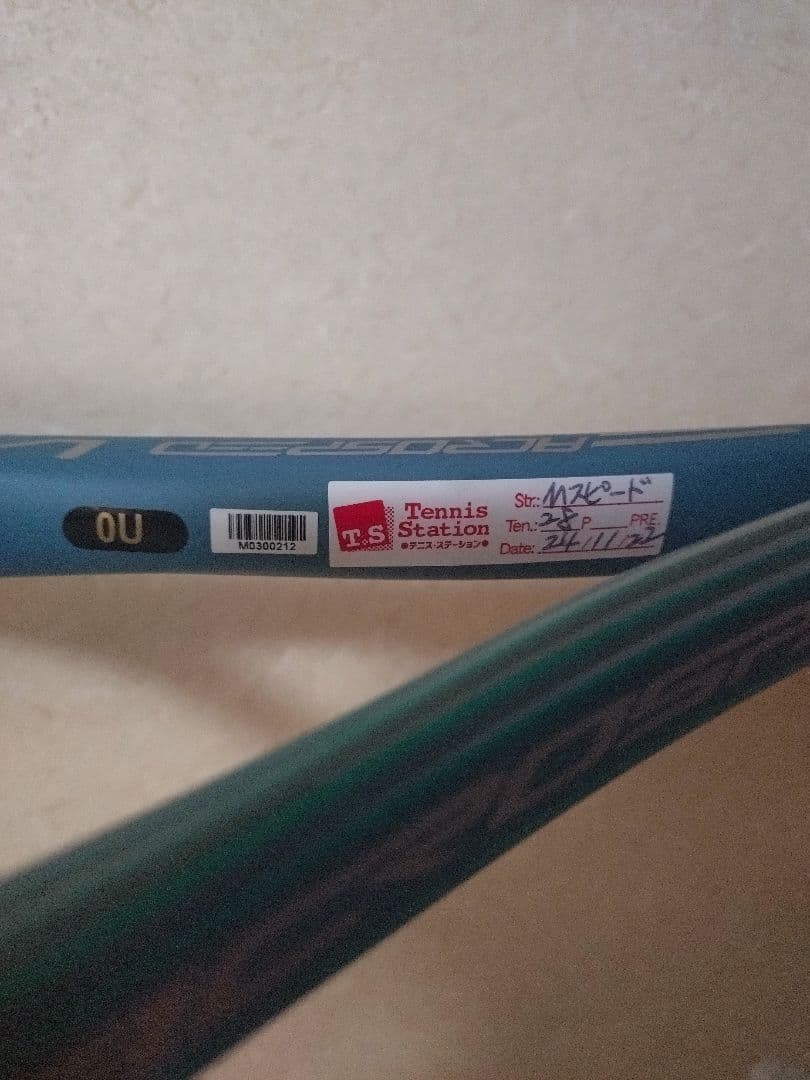 ACROSPEED V
0U
M0300212
T.S
Tennis
Station
●テニス・ステーション●
Str.: Mスピード
Ten.: 28 P PRE.
Date: 24/11/22